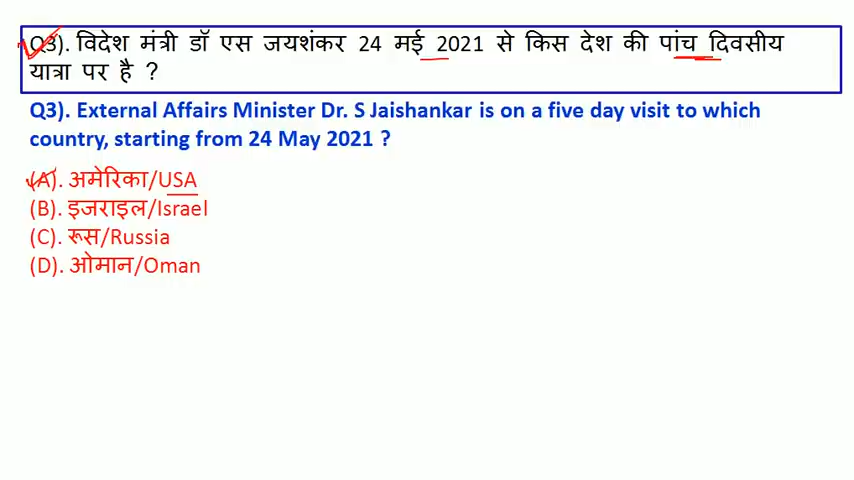 Q3). विदेश मंत्री डॉ एस जयशंकर 24 मई 2021 से किस देश की पांच दिवसीय
यात्रा पर है ?
Q3). External Affairs Minister Dr. S Jaishankar is on a five day visit to which
country, starting from 24 May 2021 ?
(A). अमेरिका/USA
(B). इजराइल/Israel
(C). रूस/Russia
(D). ओमान/Oman